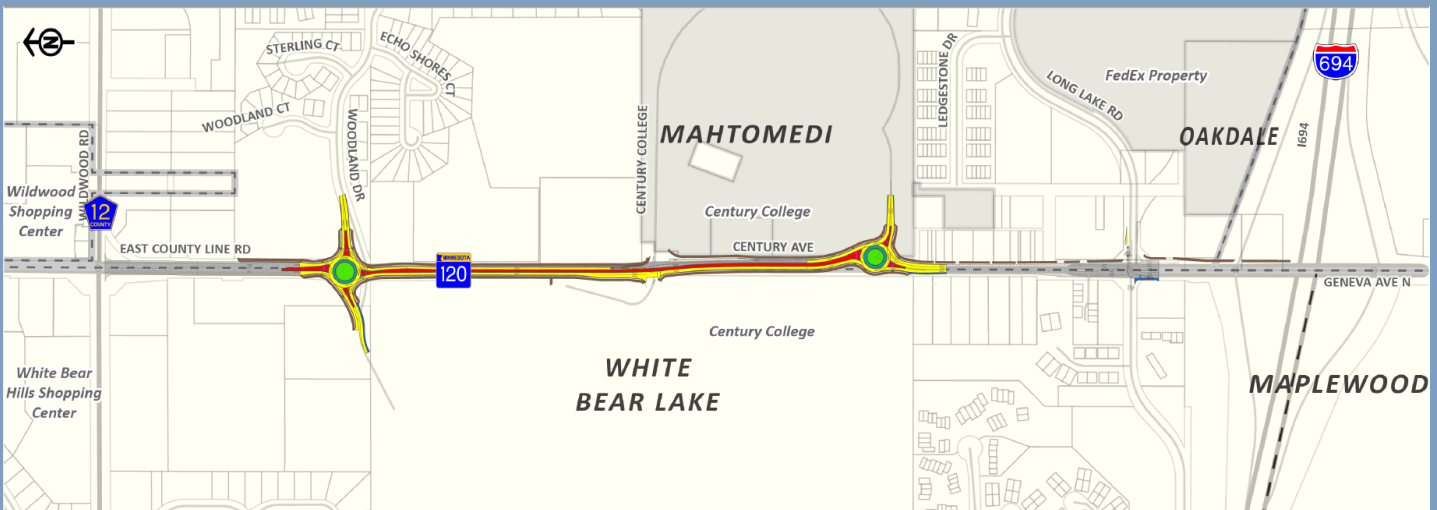 N
STERLING CT
ECHO SHORES CT
WOODLAND CT
WOODLAND DR
WILDWOOD RD
Wildwood
Shopping
Center
12
COUNTY
EAST COUNTY LINE RD
MINNESOTA
120
CENTURY COLLEGE
MAHTOMEDI
Century College
CENTURY AVE
LEDGESTONE DR
LONG LAKE RD
FedEx Property
OAKDALE
694
I694
GENEVA AVE N
Century College
WHITE
BEAR LAKE
MAPLEWOOD
White Bear
Hills Shopping
Center